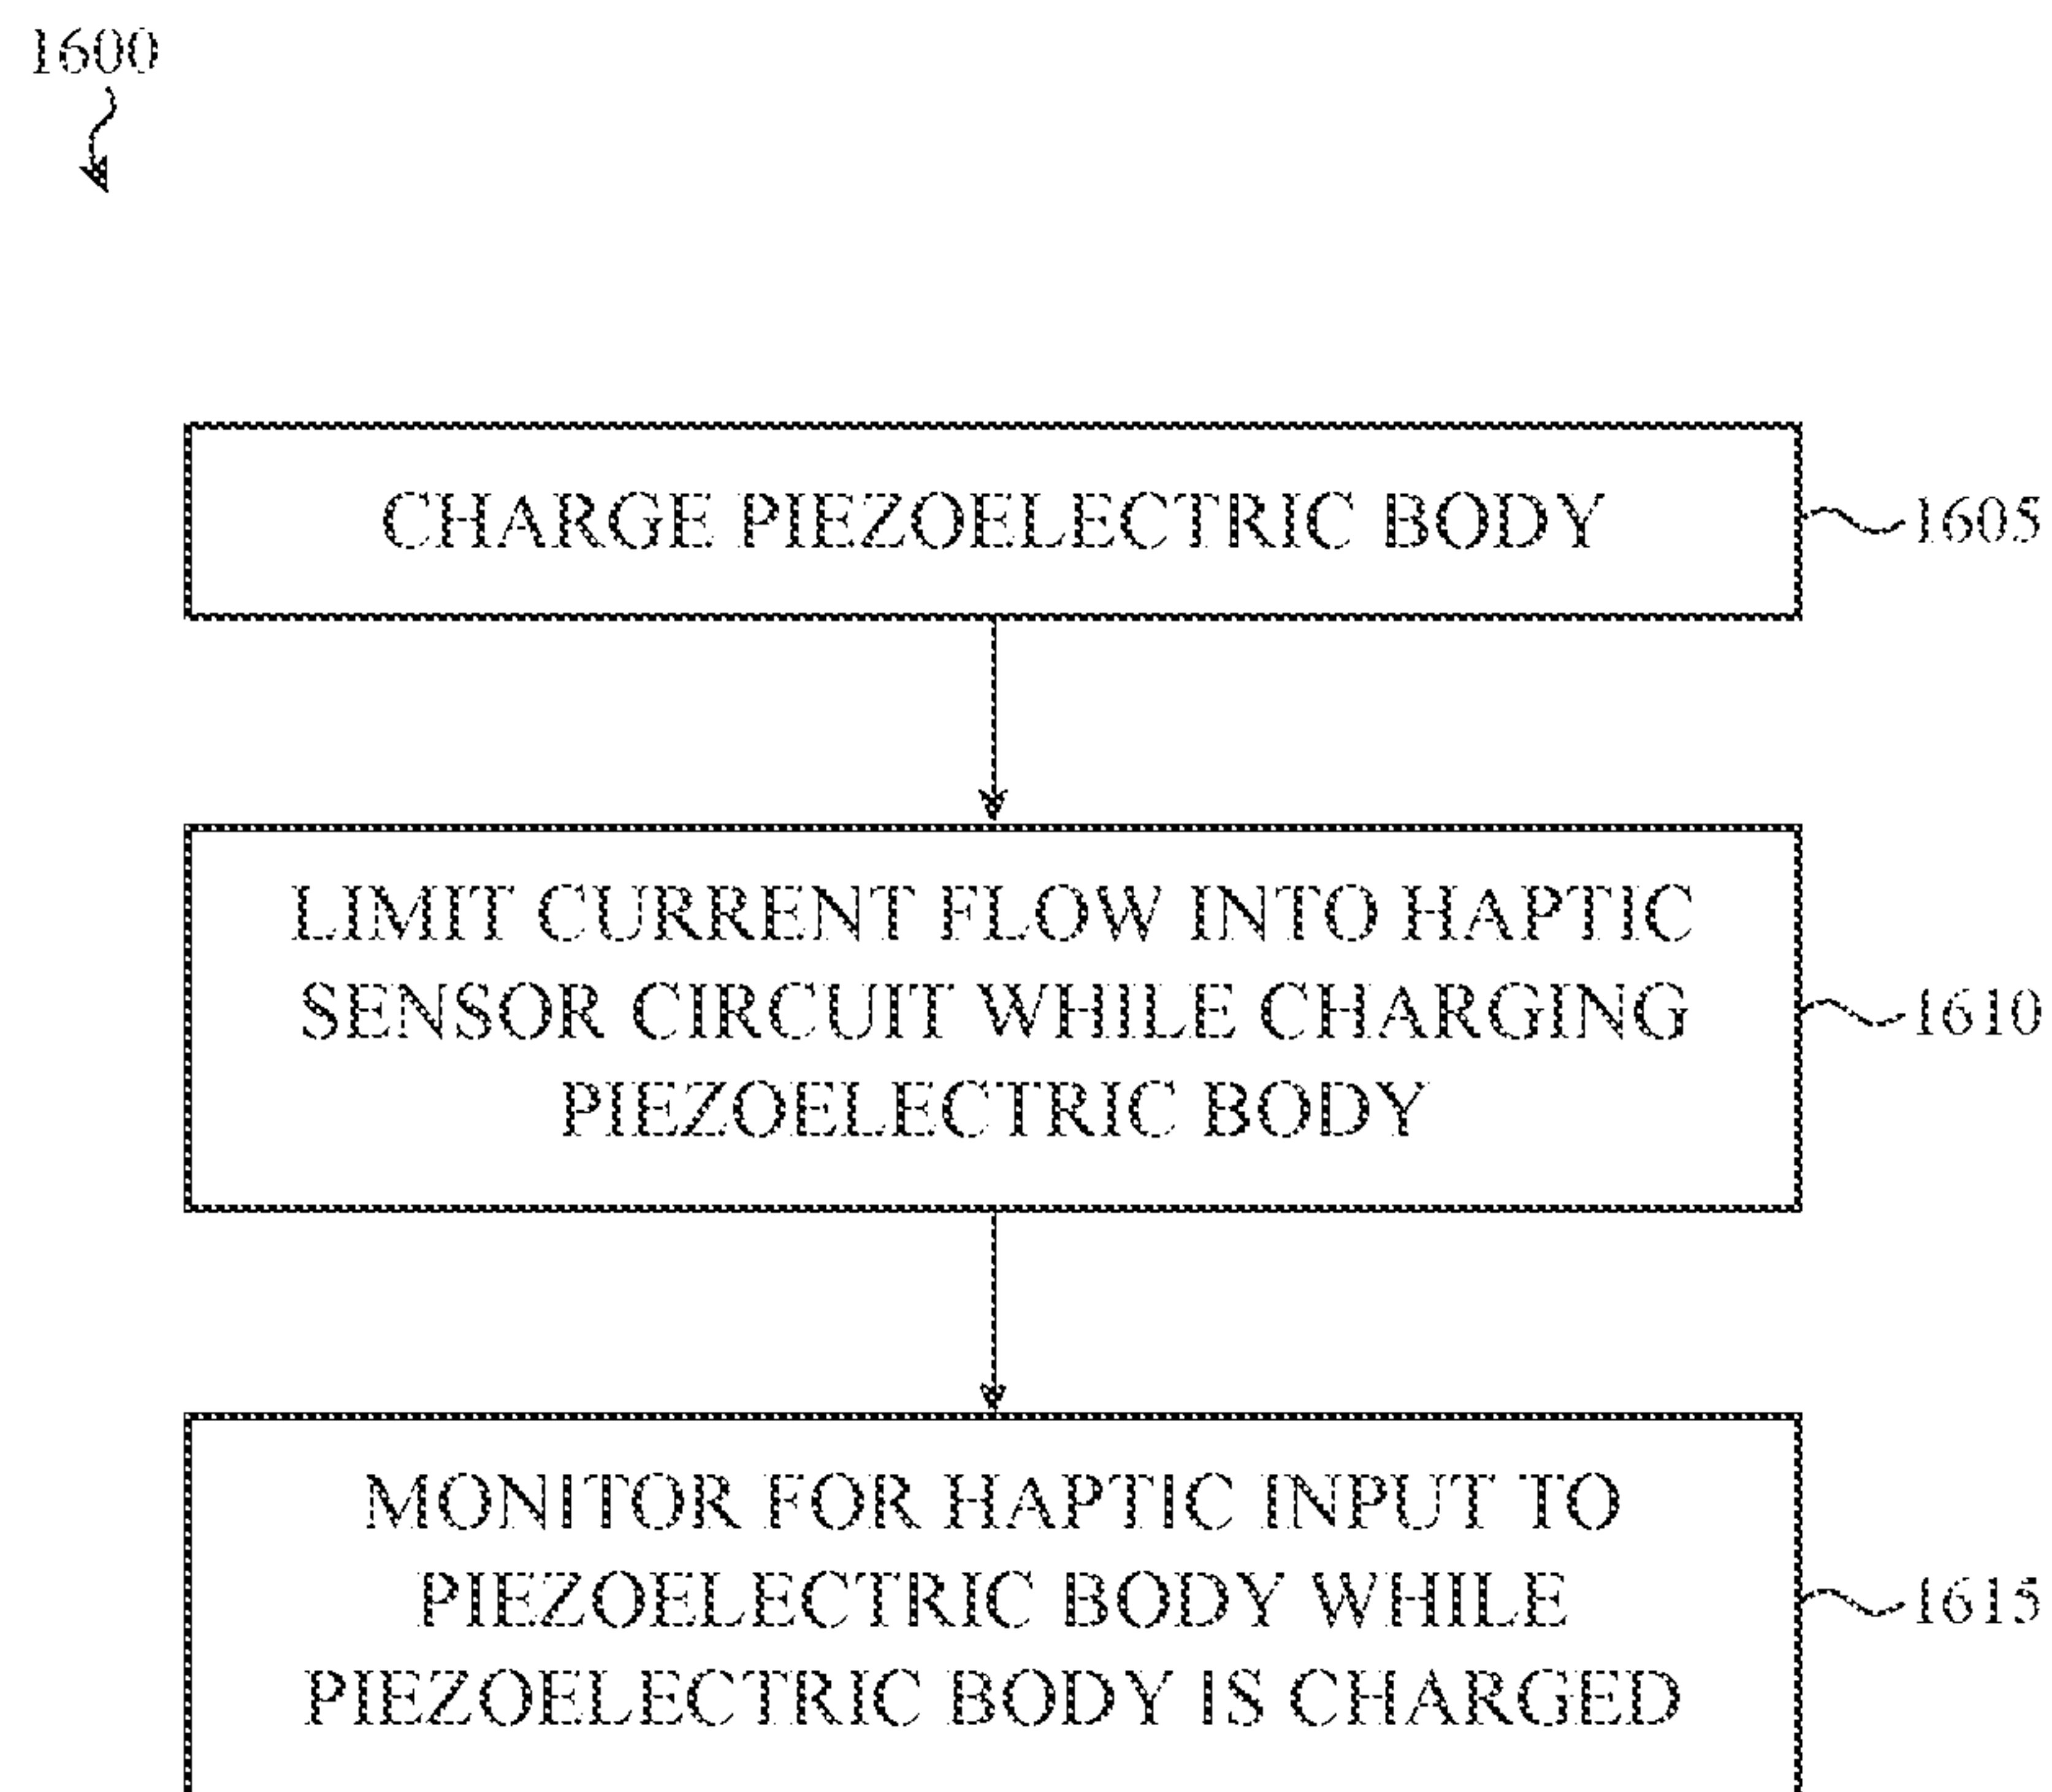 1600
CHARGE PIEZOELECTRIC BODY
1605
LIMIT CURRENT FLOW INTO HAPTIC
SENSOR CIRCUIT WHILE CHARGING
PIEZOELECTRIC BODY
1610
MONITOR FOR HAPTIC INPUT TO
PIEZOELECTRIC BODY WHILE
PIEZOELECTRIC BODY IS CHARGED
1615